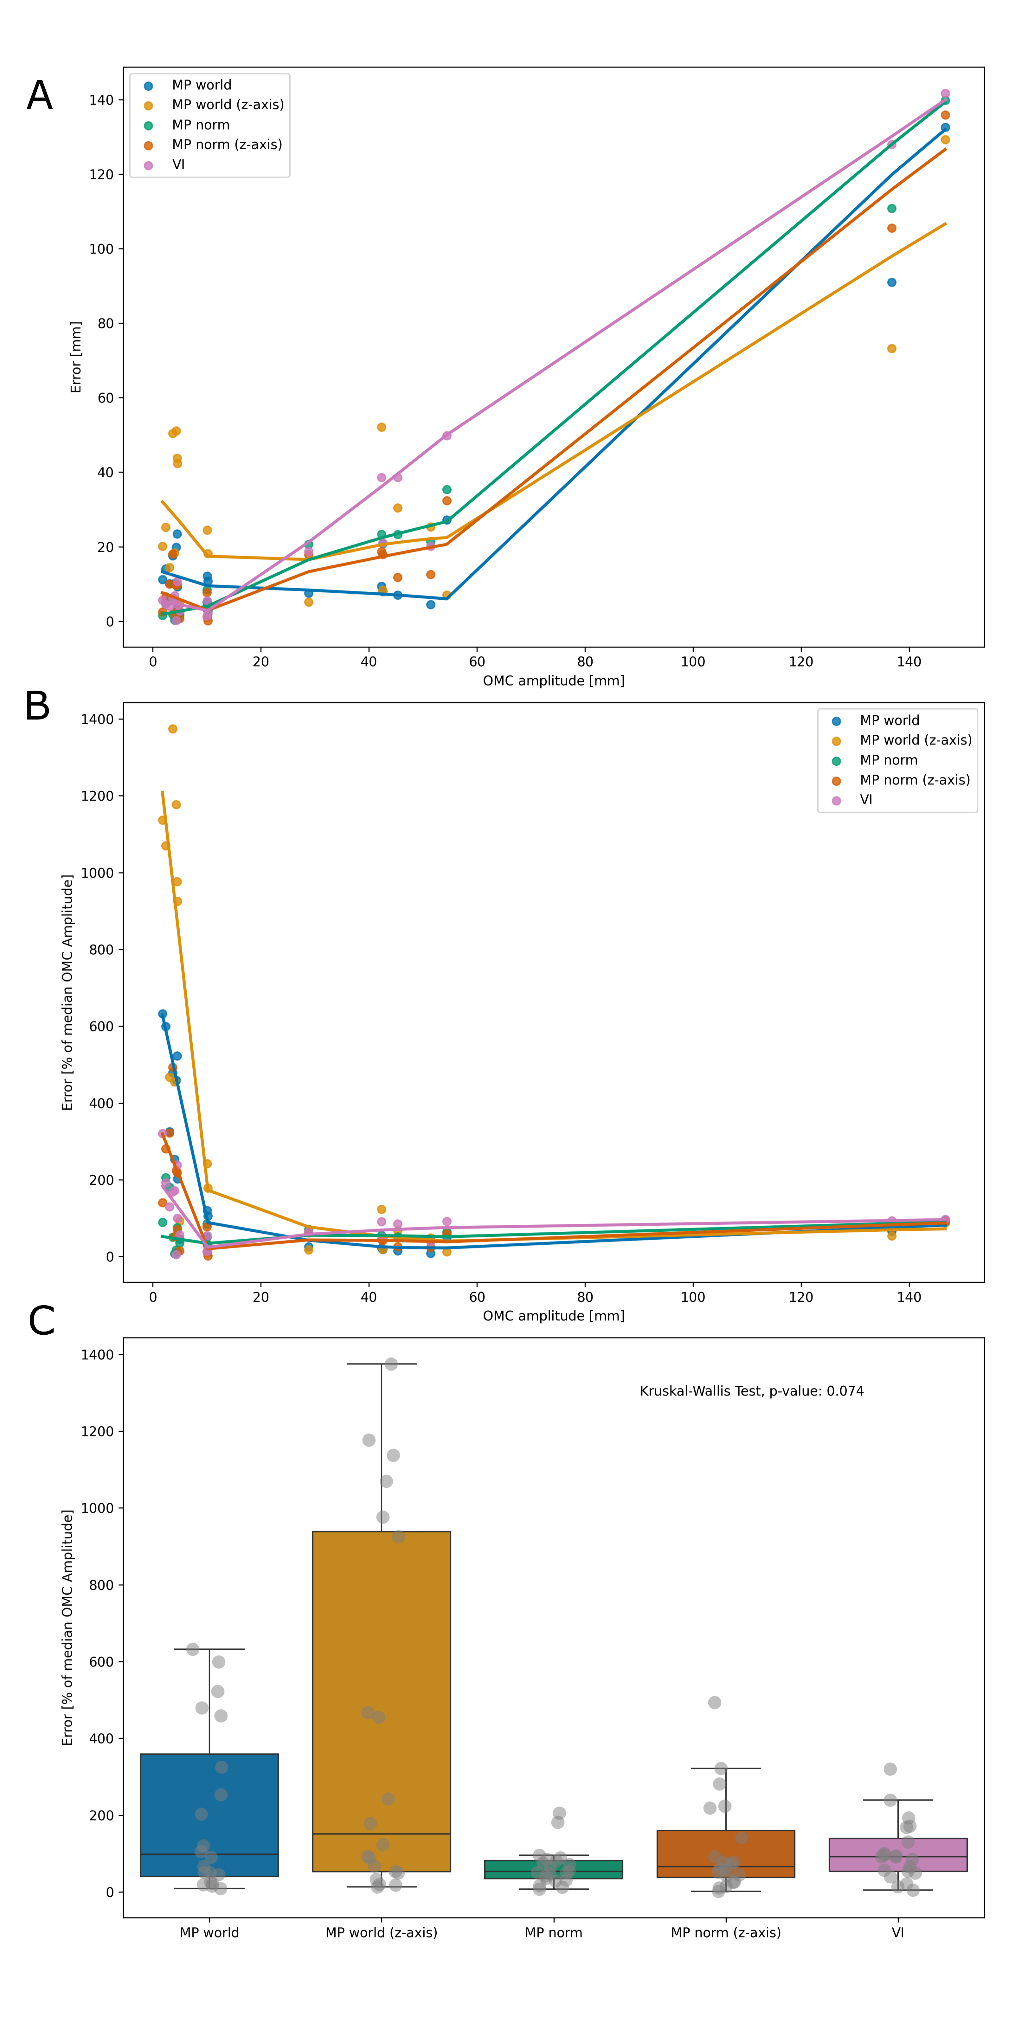 A
MP world
MP world (z-axis)
MP norm
MP norm (z-axis)
VI
140
120
100
80
60
40
20
0
Error [mm]
0 20 40 60 80 100 120 140
OMC amplitude [mm]
B
MP world
MP world (z-axis)
MP norm
MP norm (z-axis)
VI
1400
1200
1000
800
600
400
200
0
Error [% of median OMC Amplitude]
0 20 40 60 80 100 120 140
OMC amplitude [mm]
C
Kruskal-Wallis Test, p-value: 0.074
1400
1200
1000
800
600
400
200
0
Error [% of median OMC Amplitude]
MP world MP world (z-axis) MP norm MP norm (z-axis) VI